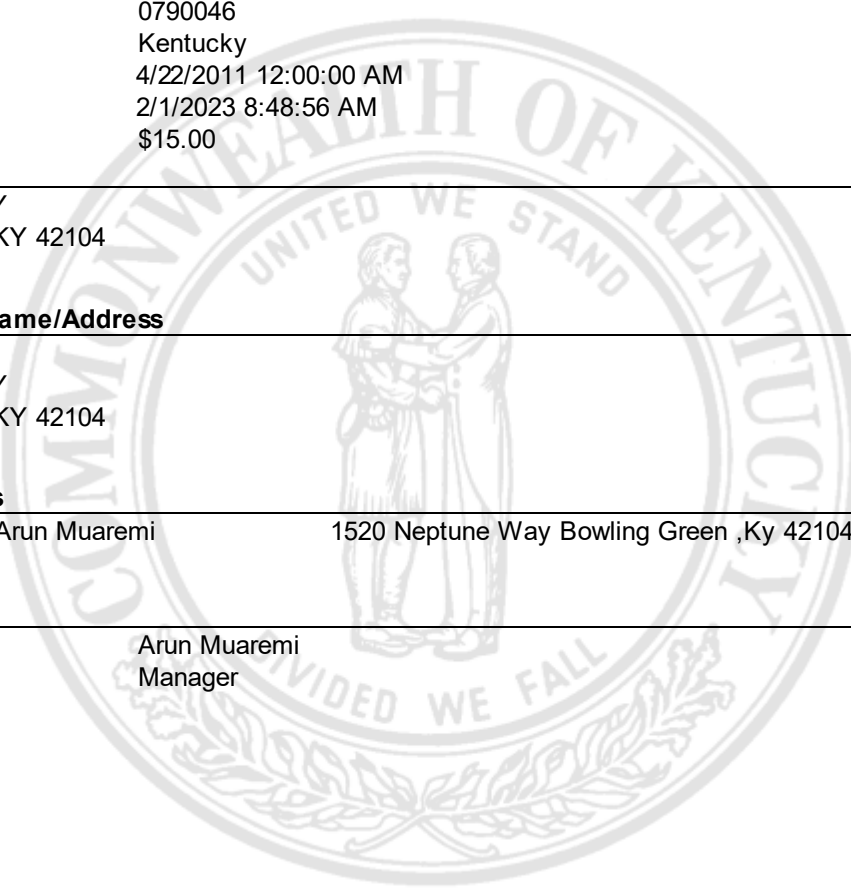 0790046
Kentucky
4/22/2011 12:00:00 AM
2/1/2023 8:48:56 AM
$15.00
Y
KY 42104
ame/Address
Y
KY 42104
s
Arun Muaremi 1520 Neptune Way Bowling Green ,Ky 42104
Arun Muaremi
Manager
COMMONWEALTH OF KENTUCKY
UNITED WE STAND
DIVIDED WE FALL